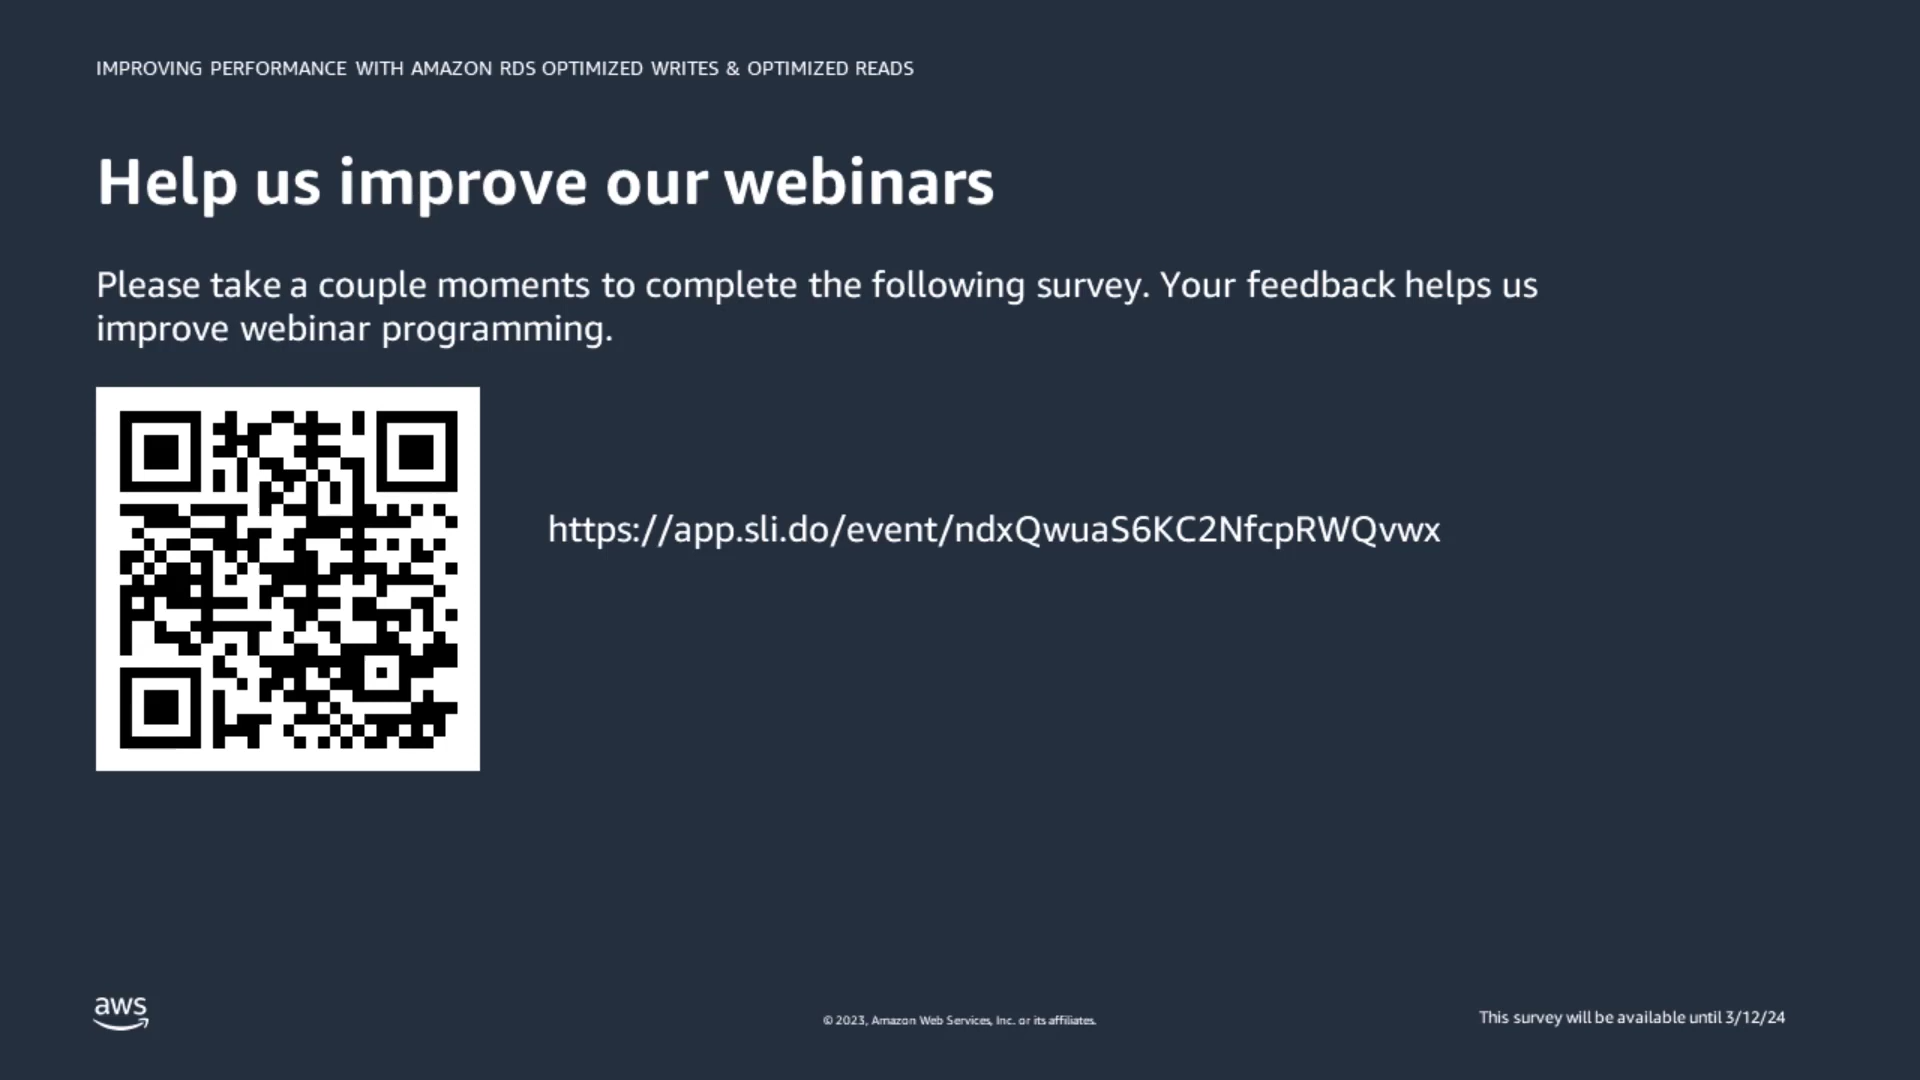 IMPROVING PERFORMANCE WITH AMAZON RDS OPTIMIZED WRITES & OPTIMIZED READS
Help us improve our webinars
Please take a couple moments to complete the following survey. Your feedback helps us
improve webinar programming.
https://app.sli.do/event/ndxQwuaS6KC2NfcpRWQvwx
aws
© 2023, Amazon Web Services, Inc. or its affiliates.
This survey will be available until 3/12/24